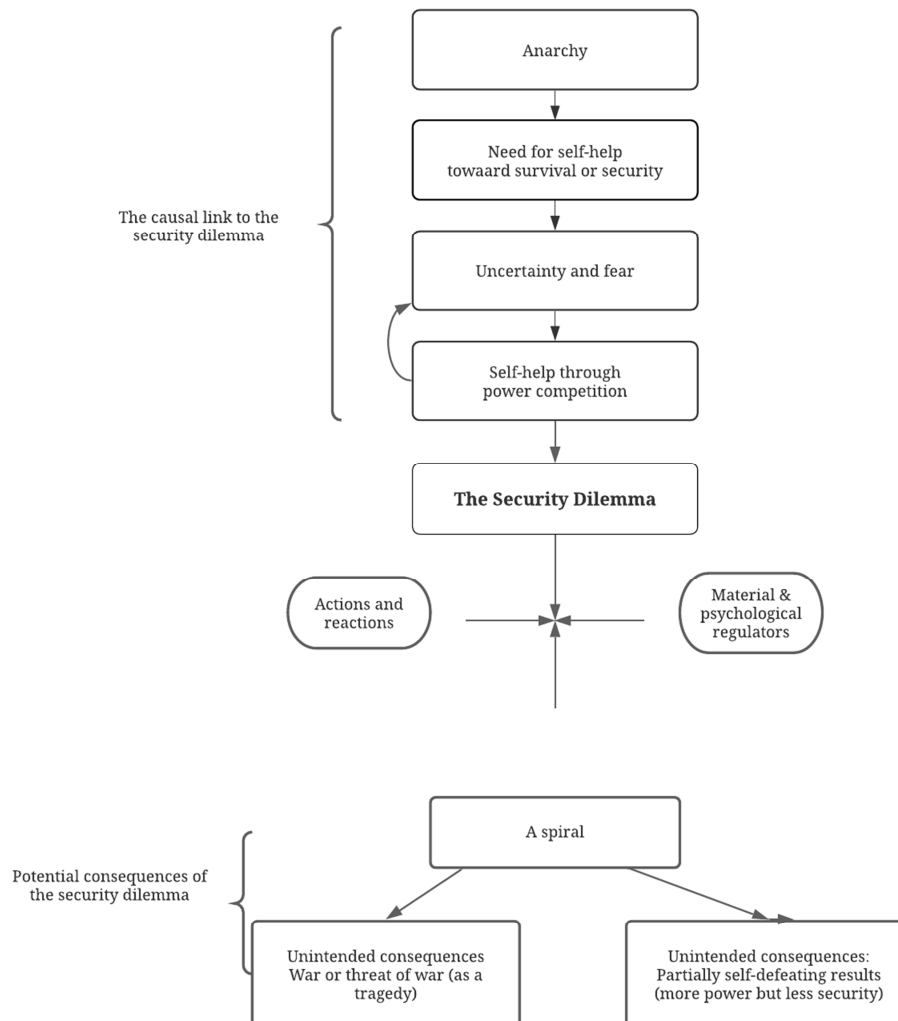 Anarchy
Need for self-help
towaard survival or security
The causal link to the
security dilemma
Uncertainty and fear
Self-help through
power competition
The Security Dilemma
Actions and
reactions
Material &
psychological
regulators
A spiral
Potential consequences of
the security dilemma
Unintended consequences
War or threat of war (as a
tragedy)
Unintended consequences:
Partially self-defeating results
(more power but less security)